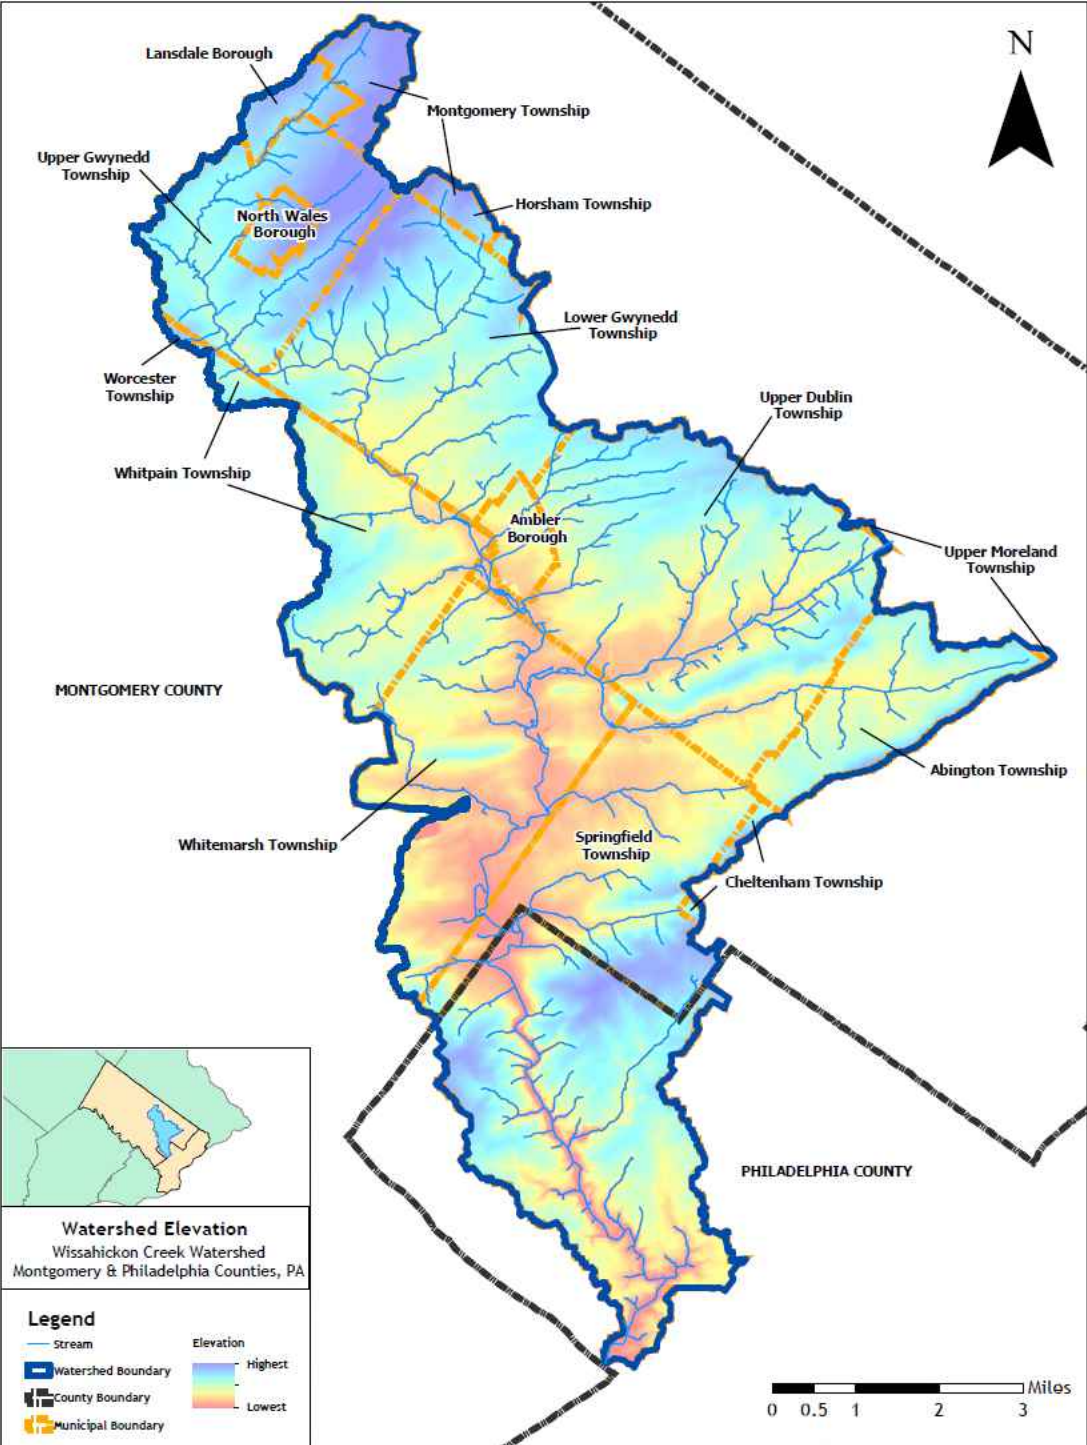 N
Lansdale Borough
Montgomery Township
Upper Gwynedd
Township
Horsham Township
North Wales
Borough
Lower Gwynedd
Township
Worcester
Township
Upper Dublin
Township
Whitpain Township
Ambler
Borough
Upper Moreland
Township
MONTGOMERY COUNTY
Abington Township
Whitemarsh Township
Springfield
Township
Cheltenham Township
PHILADELPHIA COUNTY
Watershed Elevation
Wissahickon Creek Watershed
Montgomery & Philadelphia Counties, PA
Legend
Stream
Watershed Boundary
County Boundary
Municipal Boundary
Elevation
Highest
Lowest
Miles
0 0.5 1 2 3